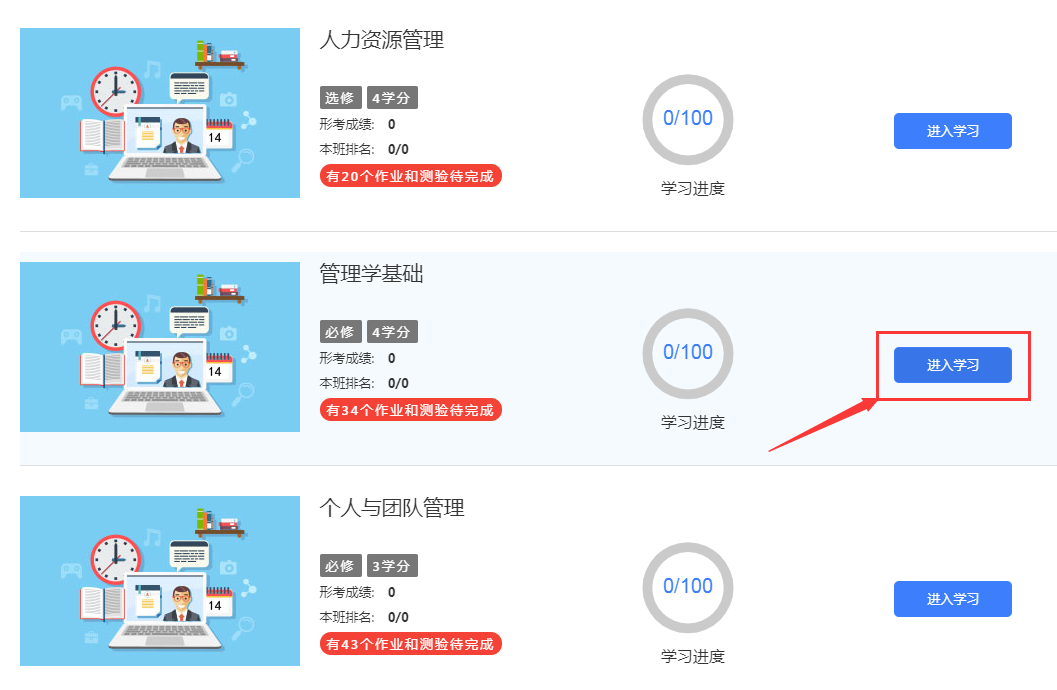 人力资源管理
14
选修 4学分
形考成绩: 0
本班排名: 0/0
有20个作业和测验待完成
0/100
学习进度
进入学习
管理学基础
14
必修 4学分
形考成绩: 0
本班排名: 0/0
有34个作业和测验待完成
0/100
学习进度
进入学习
个人与团队管理
14
必修 3学分
形考成绩: 0
本班排名: 0/0
有43个作业和测验待完成
0/100
学习进度
进入学习